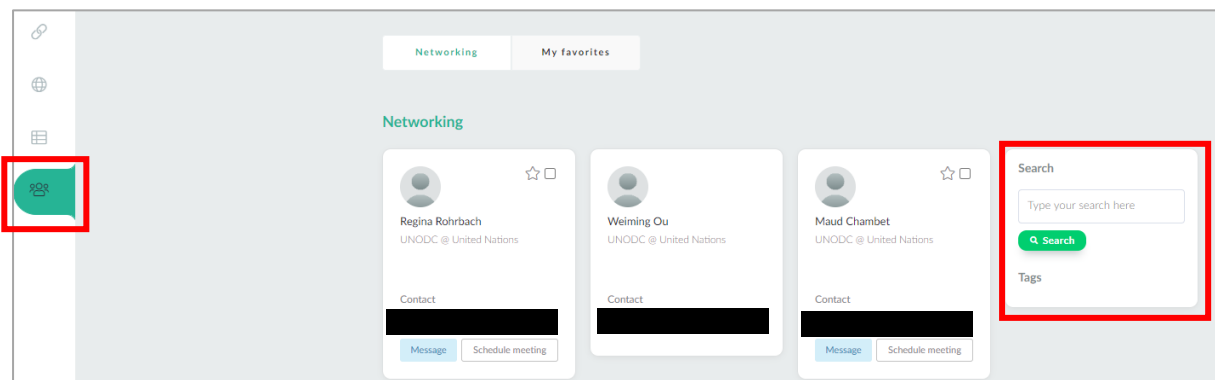 Networking
My favorites
Networking
Regina Rohrbach
UNODC @ United Nations
Contact
Message
Schedule meeting
Weiming Ou
UNODC @ United Nations
Contact
Maud Chambet
UNODC @ United Nations
Contact
Message
Schedule meeting
Search
Type your search here
Search
Tags